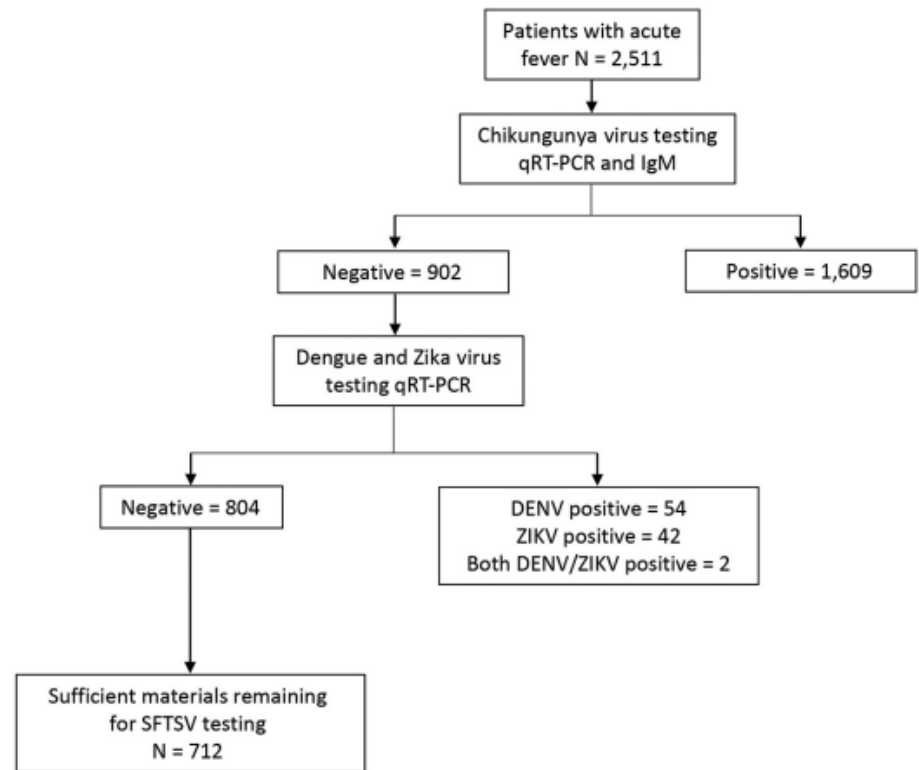 Patients with acute
fever N = 2,511
Chikungunya virus testing
qRT-PCR and IgM
Negative = 902
Positive = 1,609
Dengue and Zika virus
testing qRT-PCR
Negative = 804
DENV positive = 54
ZIKV positive = 42
Both DENV/ZIKV positive = 2
Sufficient materials remaining
for SFTSV testing
N = 712